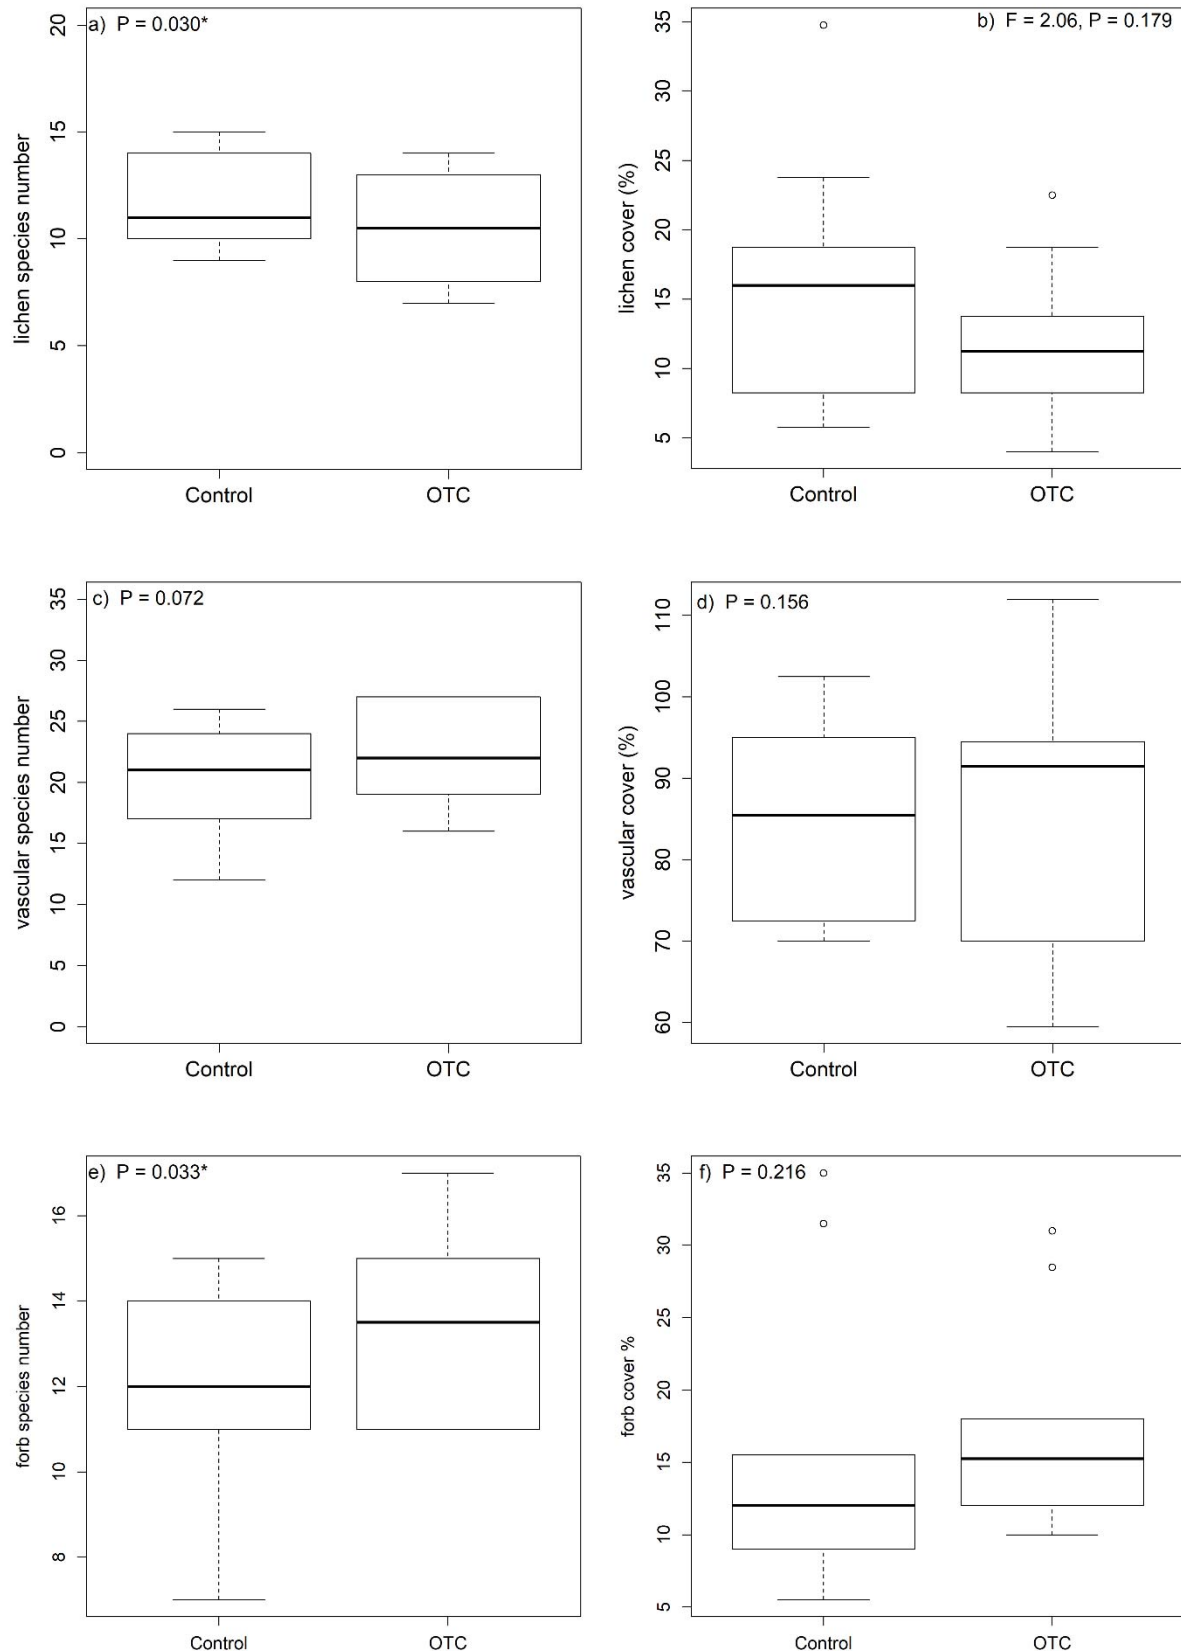 a) P = 0.030*
lichen species number
20
15
10
5
0
Control OTC
b) F = 2.06, P = 0.179
lichen cover (%)
35
30
25
20
15
10
5
Control OTC
c) P = 0.072
vascular species number
35
30
25
20
15
10
5
0
Control OTC
d) P = 0.156
vascular cover (%)
110
100
90
80
70
60
Control OTC
e) P = 0.033*
forb species number
16
14
12
10
8
Control OTC
f) P = 0.216
forb cover %
35
30
25
20
15
10
5
Control OTC